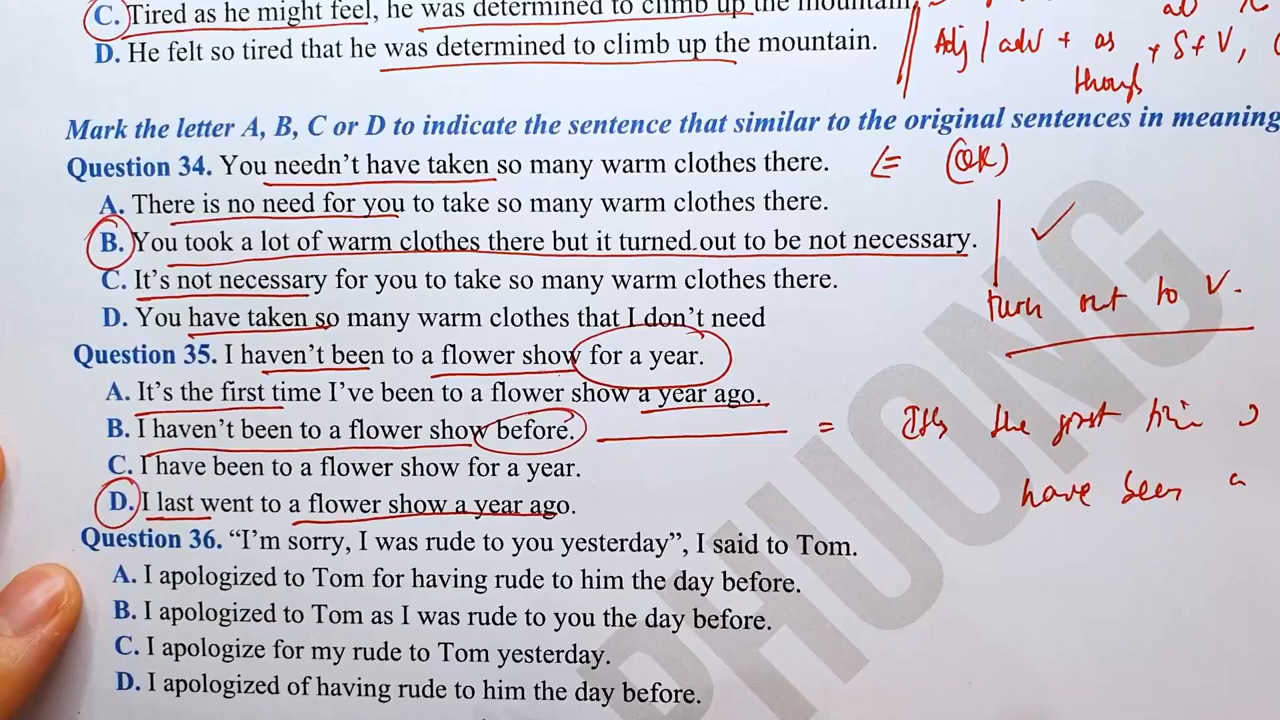 C. Tired as he might feel, he was determined to climb up the mountain.
D. He felt so tired that he was determined to climb up the mountain.
Adj / adv + as + S + V,
though
Mark the letter A, B, C or D to indicate the sentence that similar to the original sentences in meaning
Question 34. You needn't have taken so many warm clothes there.
A. There is no need for you to take so many warm clothes there.
B. You took a lot of warm clothes there but it turned out to be not necessary.
C. It's not necessary for you to take so many warm clothes there.
D. You have taken so many warm clothes that I don't need
turn out to V.
Question 35. I haven't been to a flower show for a year.
A. It's the first time I've been to a flower show a year ago.
B. I haven't been to a flower show before. =
the first
C. I have been to a flower show for a year.
have been a
D. I last went to a flower show a year ago.
Question 36. “I'm sorry, I was rude to you yesterday”, I said to Tom.
A. I apologized to Tom for having rude to him the day before.
B. I apologized to Tom as I was rude to you the day before.
C. I apologize for my rude to Tom yesterday.
D. I apologized of having rude to him the day before.
PHUONG